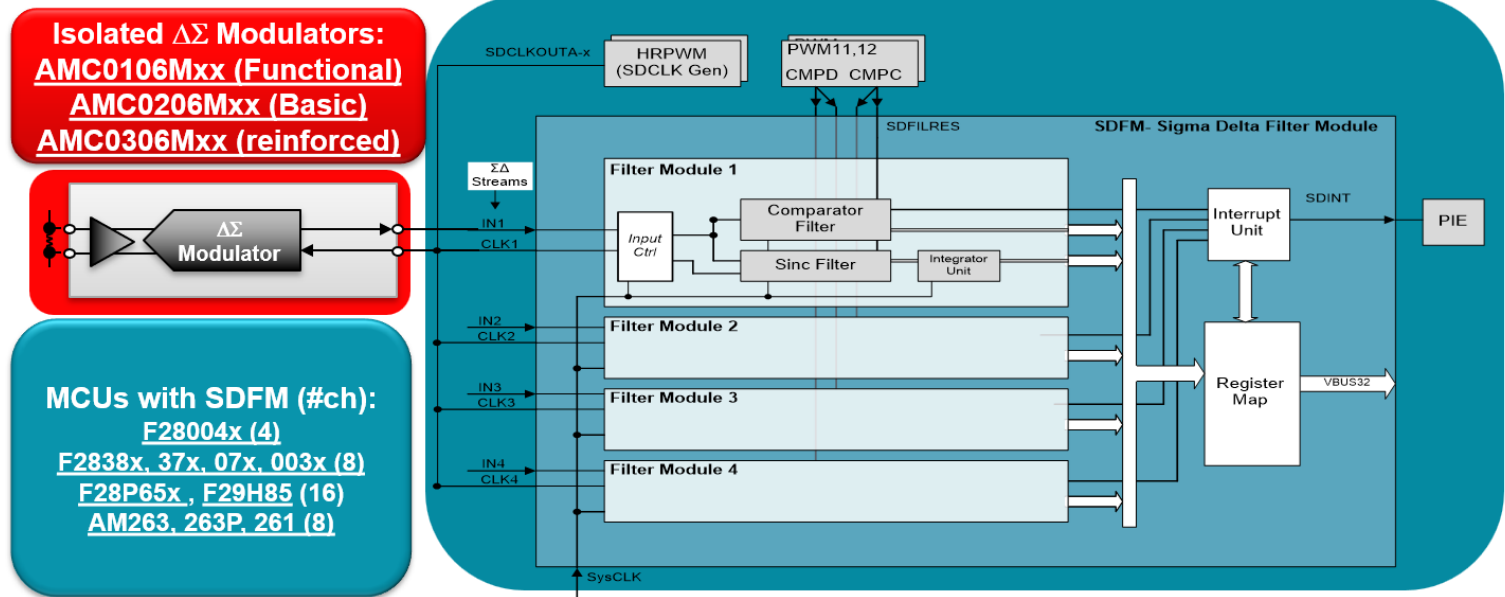 Isolated ΔΣ Modulators:
AMC0106Mxx (Functional)
AMC0206Mxx (Basic)
AMC0306Mxx (reinforced)
ΔΣ
Modulator
MCUs with SDFM (#ch):
F28004x (4)
F2838x, 37x, 07x, 003x (8)
F28P65x , F29H85 (16)
AM263, 263P, 261 (8)
SDCLKOUTA-x
HRPWM
(SDCLK Gen)
PWM11,12
CMPD CMPC
SDFILRES
SDFM- Sigma Delta Filter Module
ΣΔ
Streams
IN1
CLK1
Filter Module 1
Input
Ctrl
Comparator
Filter
Sinc Filter
Integrator
Unit
IN2
CLK2
Filter Module 2
IN3
CLK3
Filter Module 3
IN4
CLK4
Filter Module 4
Interrupt
Unit
SDINT
PIE
Register
Map
VBUS32
SysCLK